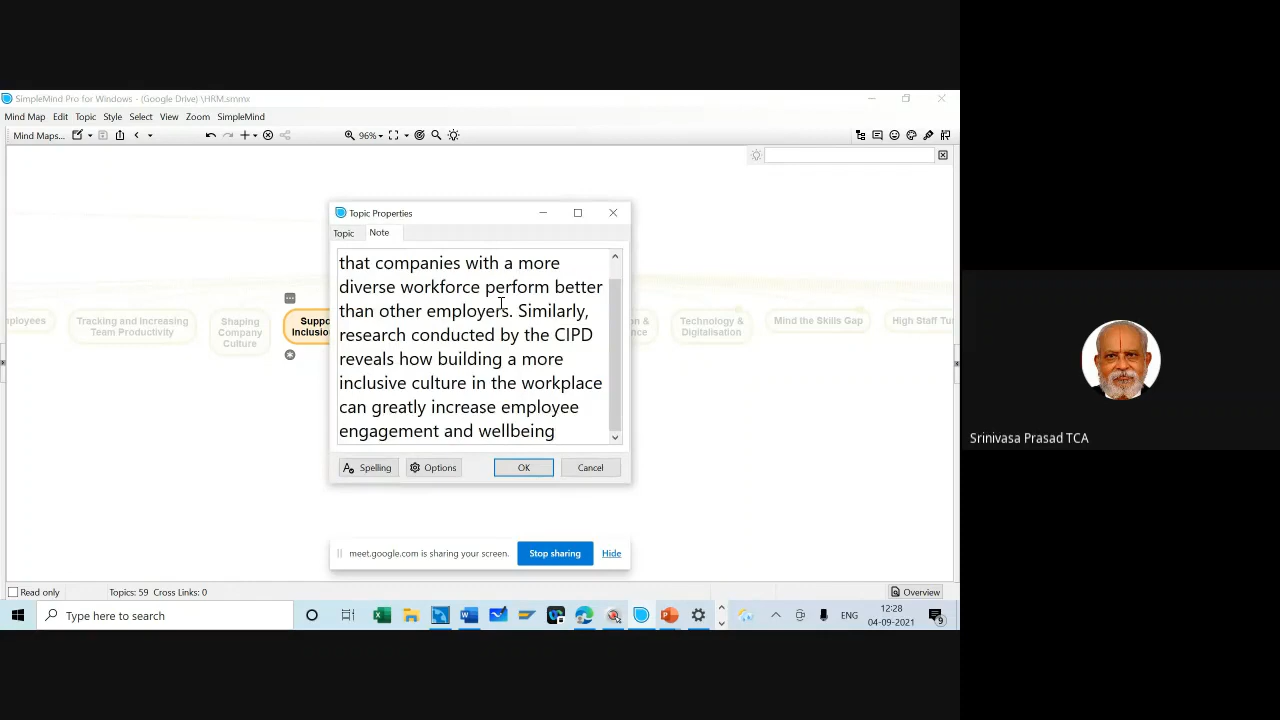 SimpleMind Pro for Windows - (Google Drive) \HRM.smmx
Mind Map Edit Topic Style Select View Zoom SimpleMind
Mind Maps... 96%
Topic Properties
Topic Note
that companies with a more
diverse workforce perform better
than other employers. Similarly,
research conducted by the CIPD
reveals how building a more
inclusive culture in the workplace
can greatly increase employee
engagement and wellbeing
Spelling Options OK Cancel
Tracking and Increasing
Team Productivity
Shaping
Company
Culture
Technology &
Digitalisation
Mind the Skills Gap
meet.google.com is sharing your screen. Stop sharing Hide
Read only Topics: 59 Cross Links: 0 Overview
Type here to search
ENG
12:28
04-09-2021
9
Srinivasa Prasad TCA